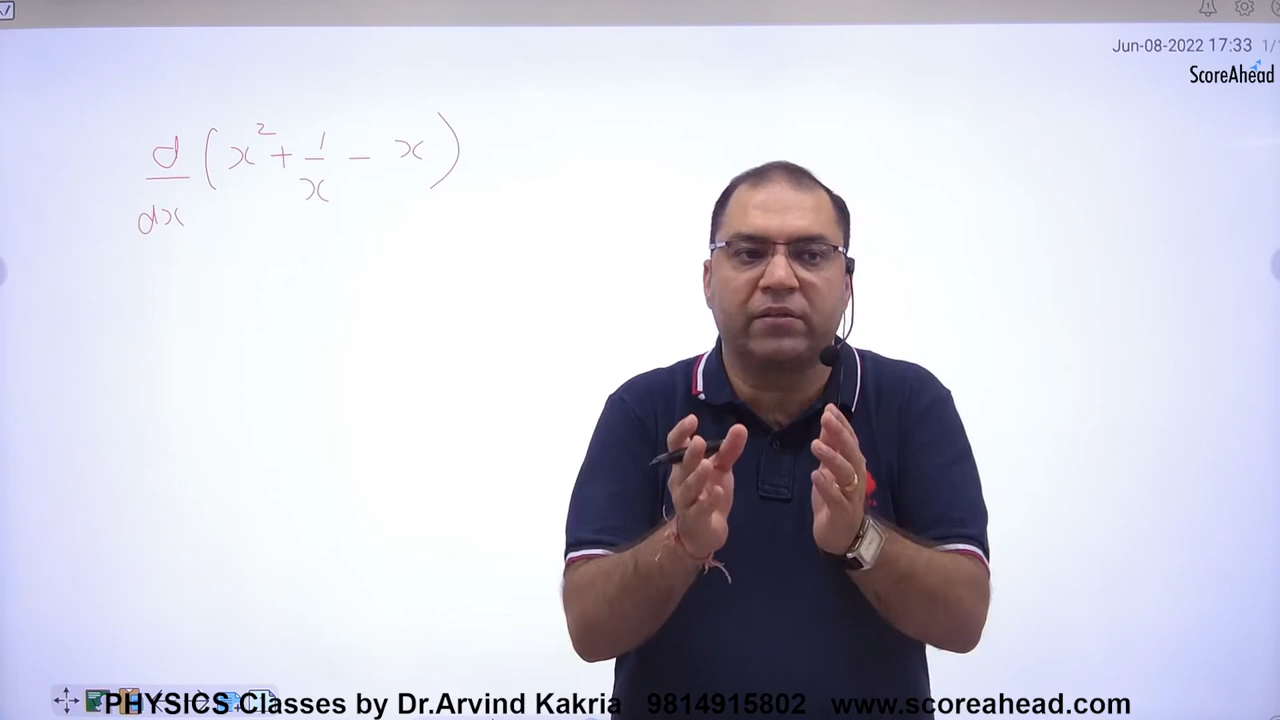 Jun-08-2022 17:33 1/
ScoreAhead
d/dx (x² + 1/x - x)
PHYSICS Classes by Dr.Arvind Kakria 9814915802 www.scoreahead.com